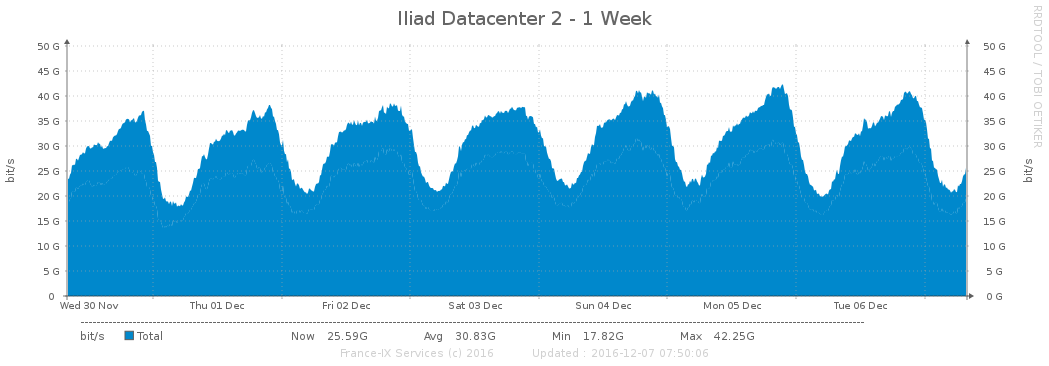 Iliad Datacenter 2 - 1 Week
RRDTOOL / TOBI OETIKER
50 G 50 G
45 G 45 G
40 G 40 G
35 G 35 G
30 G 30 G
25 G 25 G
20 G 20 G
15 G 15 G
10 G 10 G
5 G 5 G
0 0 G
bit/s
bit/s
Wed 30 Nov Thu 01 Dec Fri 02 Dec Sat 03 Dec Sun 04 Dec Mon 05 Dec Tue 06 Dec
bit/s Total Now 25.59G Avg 30.83G Min 17.82G Max 42.25G
France-IX Services (c) 2016 Updated : 2016-12-07 07:50:06